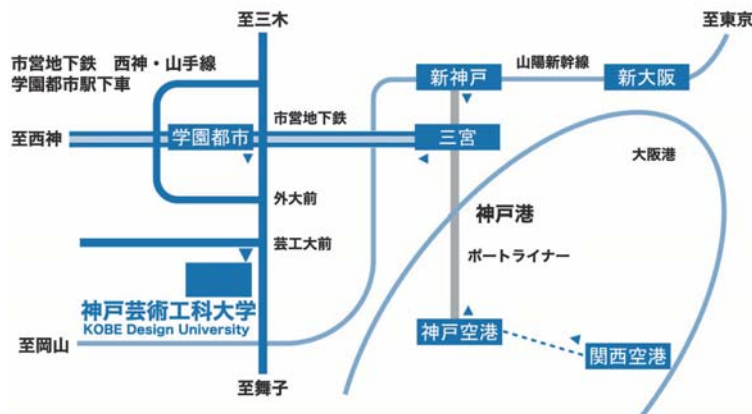 至三木
至東京
市営地下鉄 西神・山手線
学園都市駅下車
新神戸
山陽新幹線
新大阪
市営地下鉄
至西神
学園都市
三宮
大阪港
外大前
神戸港
芸工大前
ポートライナー
神戸芸術工科大学
KOBE Design University
至岡山
神戸空港
関西空港
至舞子